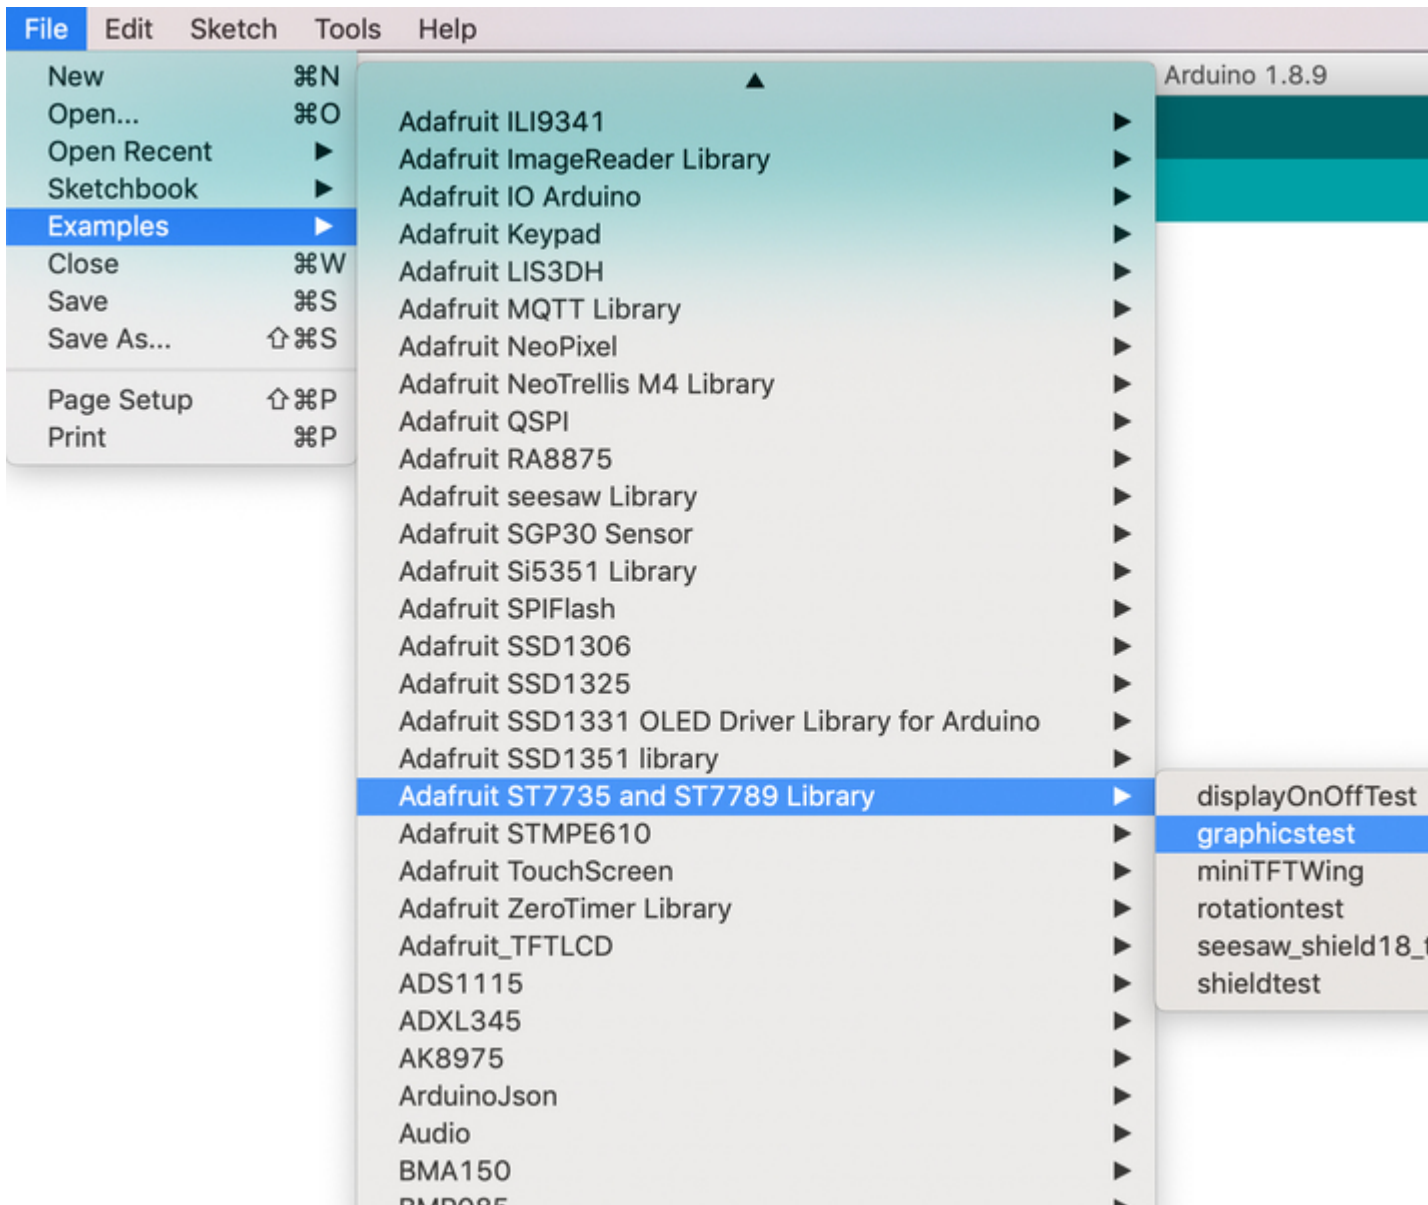 File Edit Sketch Tools Help
Arduino 1.8.9
New ⌘N
Open... ⌘O
Open Recent
Sketchbook
Examples
Close ⌘W
Save ⌘S
Save As... ⇧⌘S
Page Setup ⇧⌘P
Print ⌘P
Adafruit ILI9341
Adafruit ImageReader Library
Adafruit IO Arduino
Adafruit Keypad
Adafruit LIS3DH
Adafruit MQTT Library
Adafruit NeoPixel
Adafruit NeoTrellis M4 Library
Adafruit QSPI
Adafruit RA8875
Adafruit seesaw Library
Adafruit SGP30 Sensor
Adafruit Si5351 Library
Adafruit SPIFlash
Adafruit SSD1306
Adafruit SSD1325
Adafruit SSD1331 OLED Driver Library for Arduino
Adafruit SSD1351 library
Adafruit ST7735 and ST7789 Library
Adafruit STMPE610
Adafruit TouchScreen
Adafruit ZeroTimer Library
Adafruit_TFTLCD
ADS1115
ADXL345
AK8975
ArduinoJson
Audio
BMA150
displayOnOffTest
graphicstest
miniTFTWing
rotationtest
seesaw_shield18_t
shieldtest